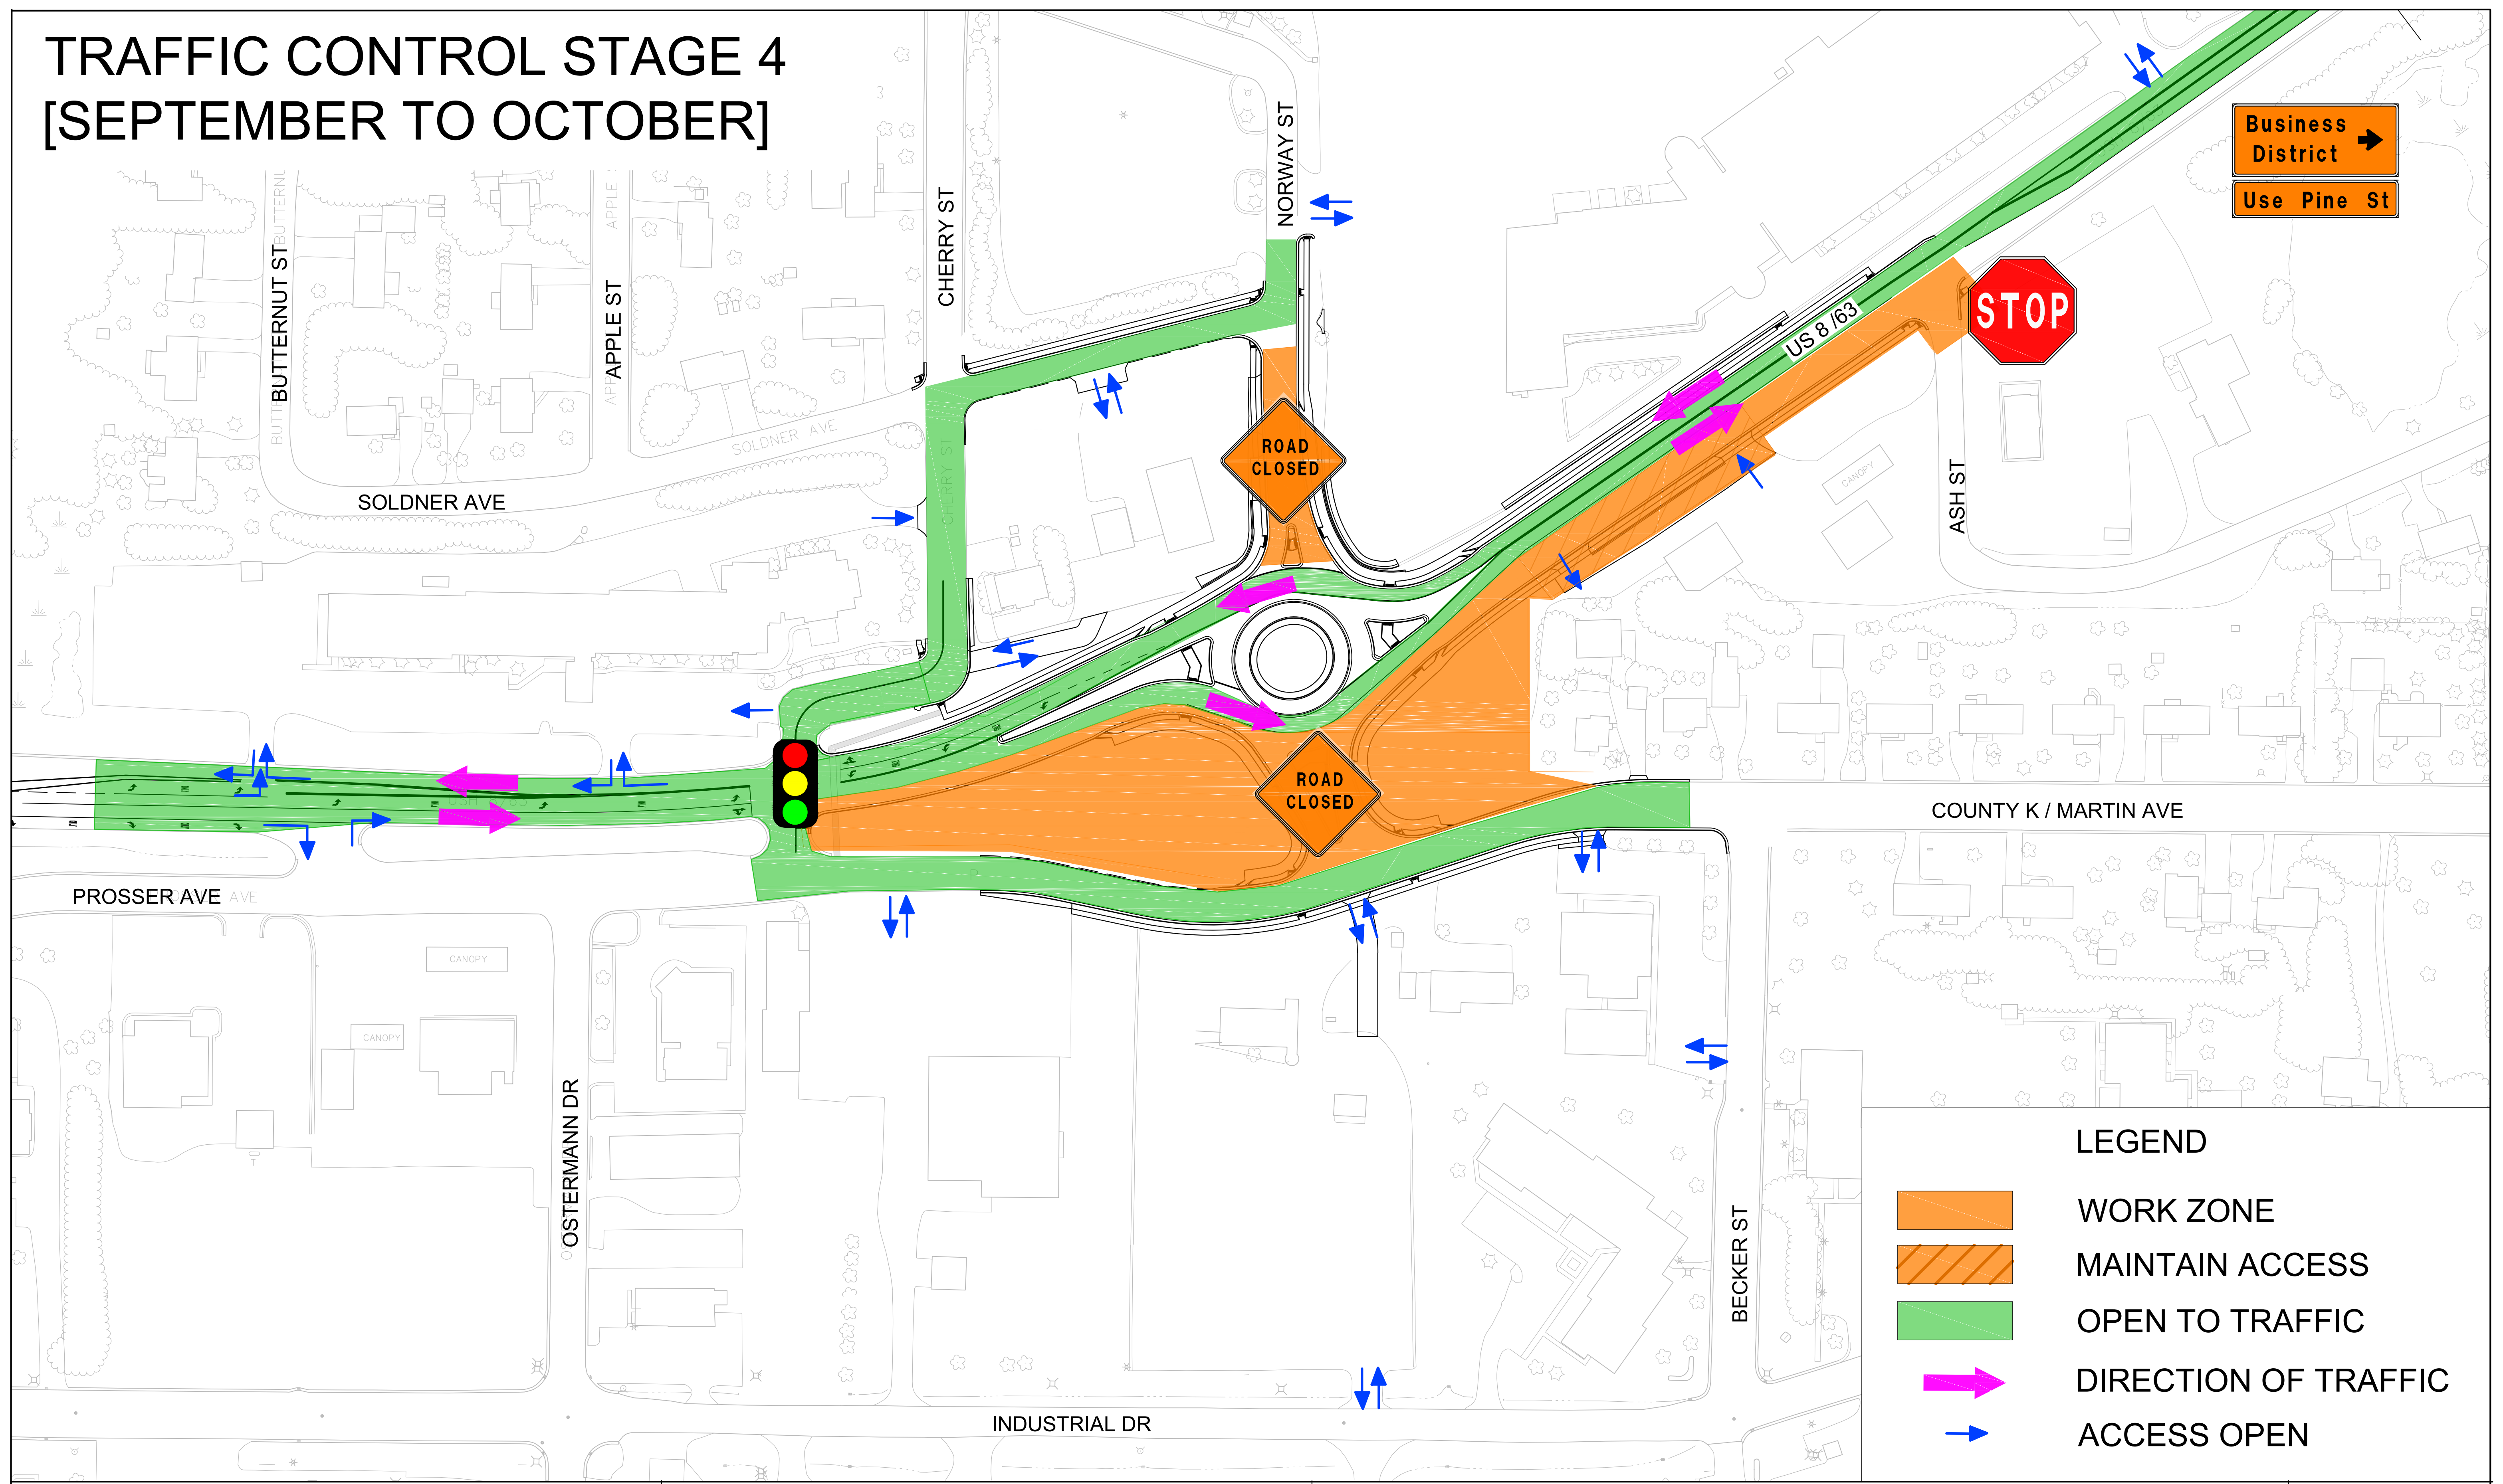 TRAFFIC CONTROL STAGE 4
[SEPTEMBER TO OCTOBER]
Business
District
Use Pine St
NORWAY ST
CHERRY ST
BUTTERNUT ST
APPLE ST
US 8 /63
STOP
ROAD
CLOSED
SOLDNER AVE
SOLDNER AVE
CHERRY ST
CANOPY
ASH ST
ROAD
CLOSED
COUNTY K / MARTIN AVE
PROSSER AVE
CANOPY
CANOPY
OSTERMANN DR
BECKER ST
INDUSTRIAL DR
LEGEND
WORK ZONE
MAINTAIN ACCESS
OPEN TO TRAFFIC
DIRECTION OF TRAFFIC
ACCESS OPEN